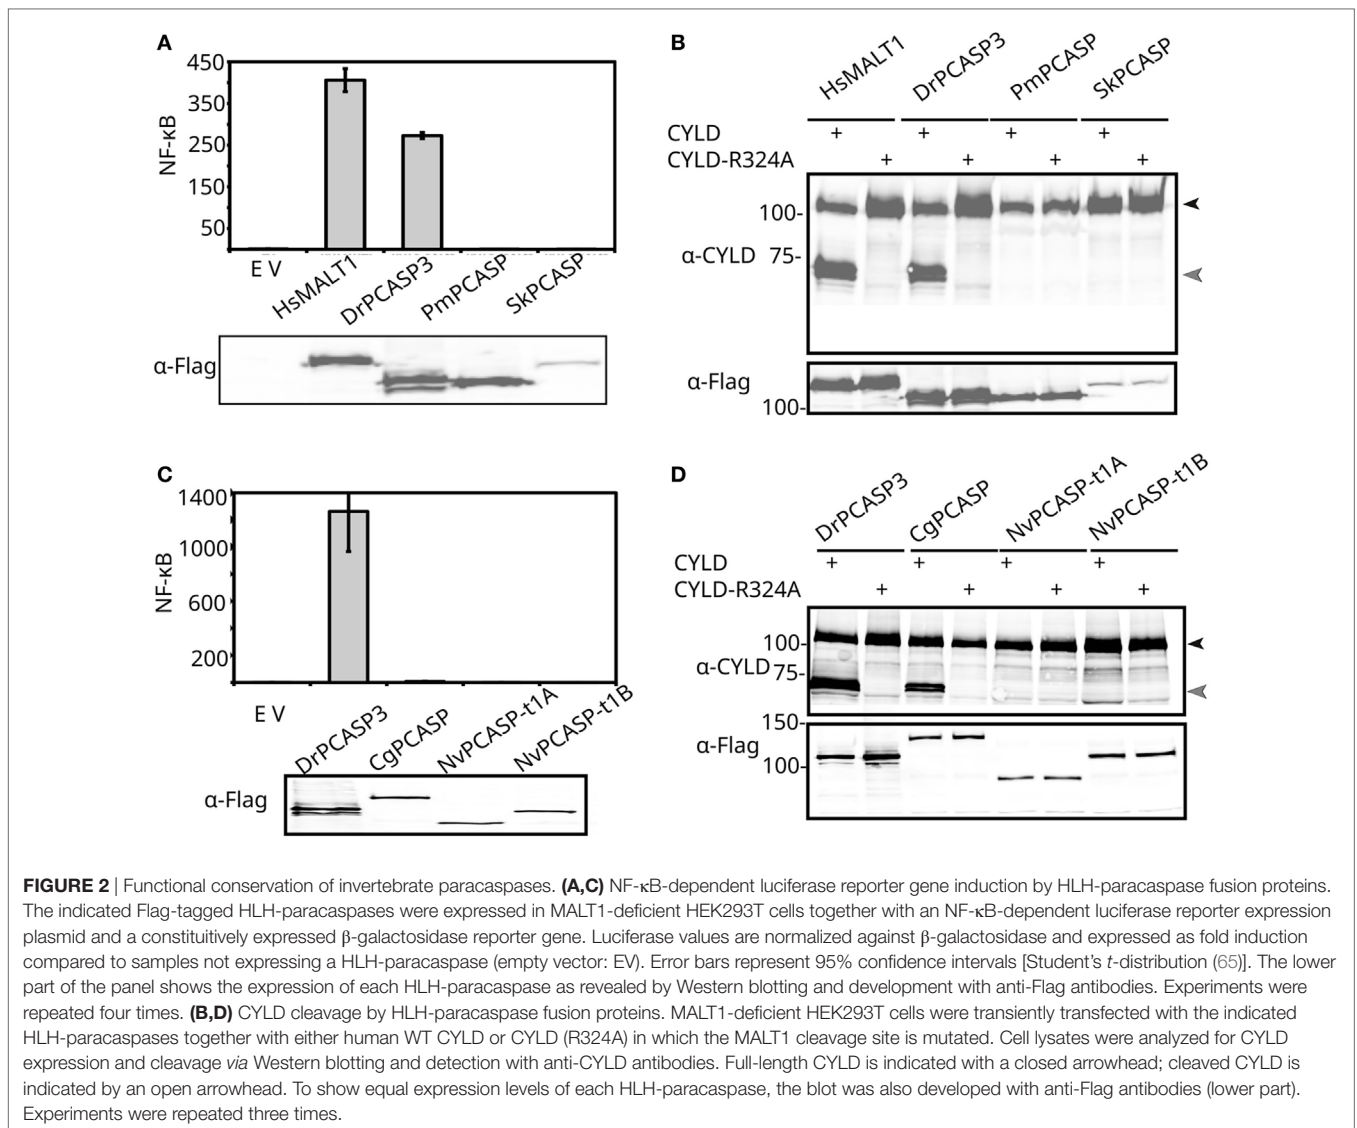 A
450
350
250
150
50
NF-κB
E V
HsMALT1
DrPCASP3
PmPCASP
SkPCASP
α-Flag
B
HsMALT1
DrPCASP3
PmPCASP
SkPCASP
CYLD + + + +
CYLD-R324A + + + +
100-
α-CYLD 75-
α-Flag
100-
C
1400
1000
600
200
NF-κB
E V
DrPCASP3
CgPCASP
NvPCASP-t1A
NvPCASP-t1B
α-Flag
D
DrPCASP3
CgPCASP
NvPCASP-t1A
NvPCASP-t1B
CYLD + + + +
CYLD-R324A + + + +
100-
α-CYLD 75-
150-
α-Flag
100-
FIGURE 2 | Functional conservation of invertebrate paracaspases. (A,C) NF-κB-dependent luciferase reporter gene induction by HLH-paracaspase fusion proteins.
The indicated Flag-tagged HLH-paracaspases were expressed in MALT1-deficient HEK293T cells together with an NF-κB-dependent luciferase reporter expression
plasmid and a constituitively expressed β-galactosidase reporter gene. Luciferase values are normalized against β-galactosidase and expressed as fold induction
compared to samples not expressing a HLH-paracaspase (empty vector: EV). Error bars represent 95% confidence intervals [Student's t-distribution (65)]. The lower
part of the panel shows the expression of each HLH-paracaspase as revealed by Western blotting and development with anti-Flag antibodies. Experiments were
repeated four times. (B,D) CYLD cleavage by HLH-paracaspase fusion proteins. MALT1-deficient HEK293T cells were transiently transfected with the indicated
HLH-paracaspases together with either human WT CYLD or CYLD (R324A) in which the MALT1 cleavage site is mutated. Cell lysates were analyzed for CYLD
expression and cleavage via Western blotting and detection with anti-CYLD antibodies. Full-length CYLD is indicated with a closed arrowhead; cleaved CYLD is
indicated by an open arrowhead. To show equal expression levels of each HLH-paracaspase, the blot was also developed with anti-Flag antibodies (lower part).
Experiments were repeated three times.